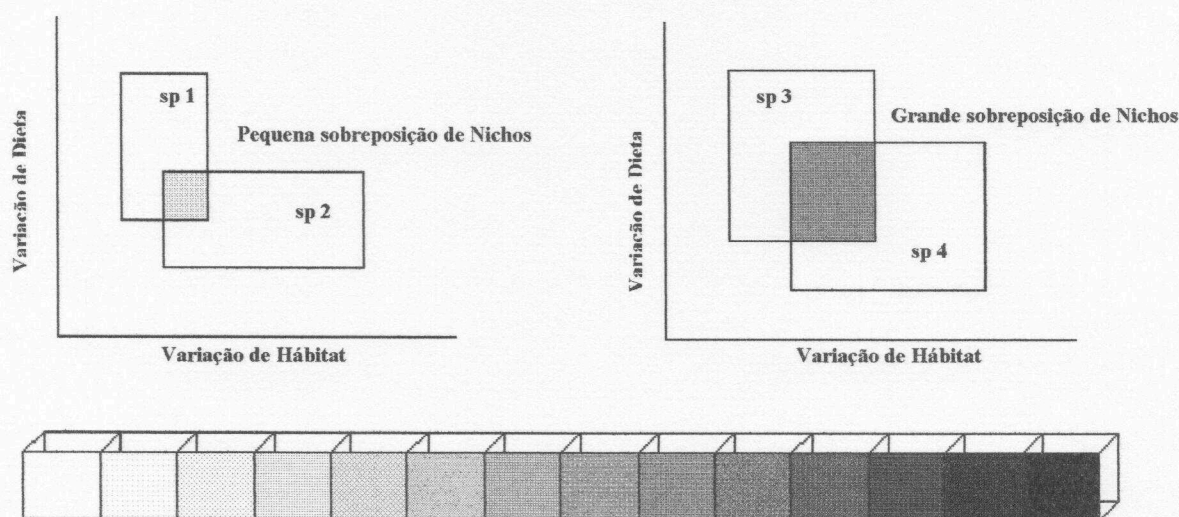 Variação de Dieta
sp 1
Pequena sobreposição de Nichos
sp 2
Variação de Hábitat
Variação de Dieta
sp 3
Grande sobreposição de Nichos
sp 4
Variação de Hábitat